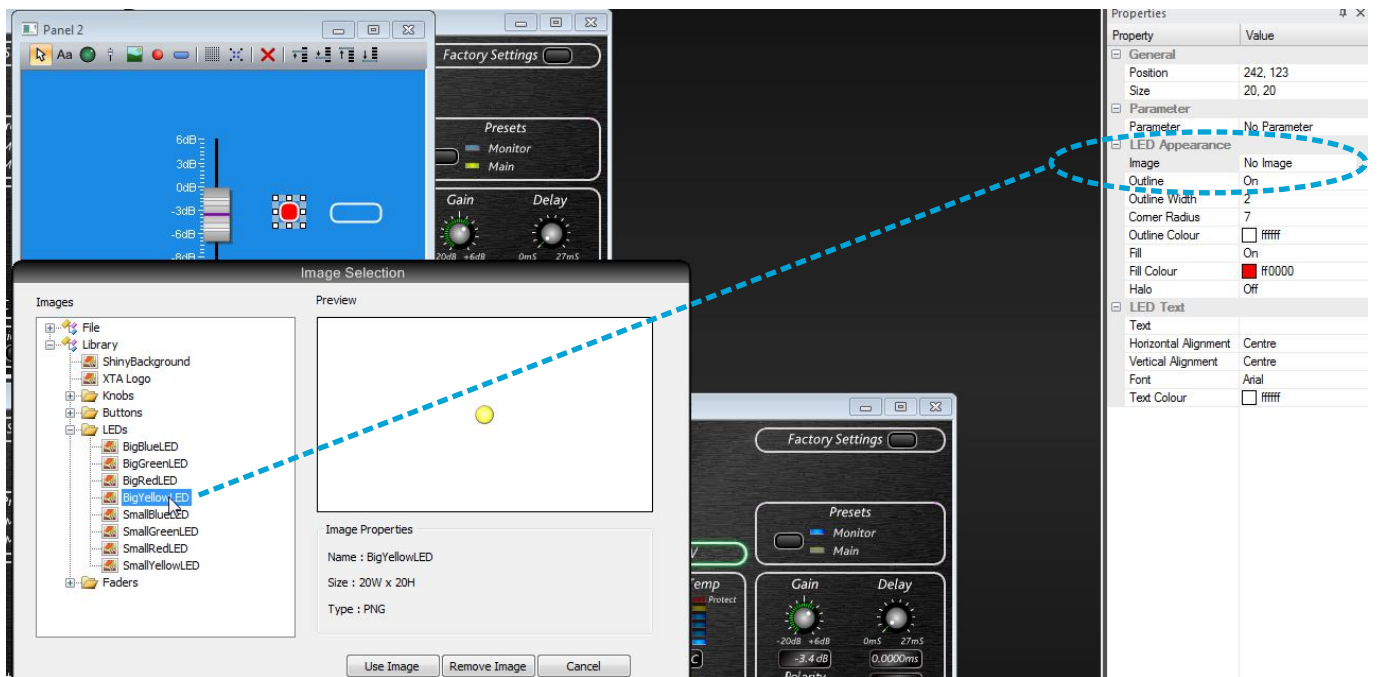 Panel 2
Aa
Factory Settings
Presets
Monitor
Main
Gain Delay
+6dB 0mS 27mS
6dB
3dB
0dB
-3dB
-6dB
-8dB
Image Selection
Images
File
Library
ShinyBackground
XTA Logo
Knobs
Buttons
LEDs
BigBlueLED
BigGreenLED
BigRedLED
BigYellowLED
SmallBlueLED
SmallGreenLED
SmallRedLED
SmallYellowLED
Faders
Preview
Image Properties
Name : BigYellowLED
Size : 20W x 20H
Type : PNG
Use Image Remove Image Cancel
Factory Settings
Presets
Monitor
Main
Protect
Gain Delay
-20dB +6dB 0mS 27mS
-3.4 dB 0.0000ms
Polarity
Properties
Property Value
General
Position 242, 123
Size 20, 20
Parameter
Parameter No Parameter
LED Appearance
Image No Image
Outline On
Outline Width 2
Corner Radius 7
Outline Colour ffffff
Fill On
Fill Colour ff0000
Halo Off
LED Text
Text
Horizontal Alignment Centre
Vertical Alignment Centre
Font Arial
Text Colour ffffff